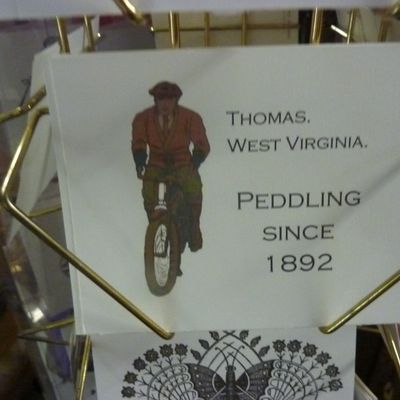 THOMAS,
WEST VIRGINIA.
PEDDLING
SINCE
1892